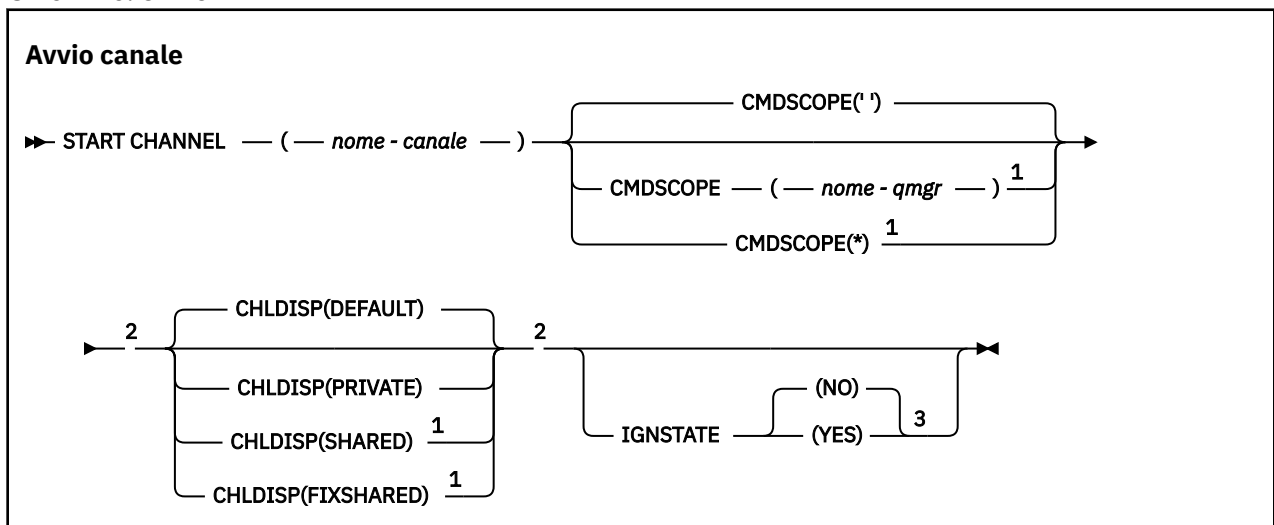 Avvio canale
CMDSCOPE(' ')
START CHANNEL ( nome - canale )
CMDSCOPE ( nome - qmgr ) 1
CMDSCOPE(*) 1
CHLDISP(DEFAULT)
2 2
CHLDISP(PRIVATE)
CHLDISP(SHARED) 1
CHLDISP(FIXSHARED) 1
(NO)
IGNSTATE (YES) 3